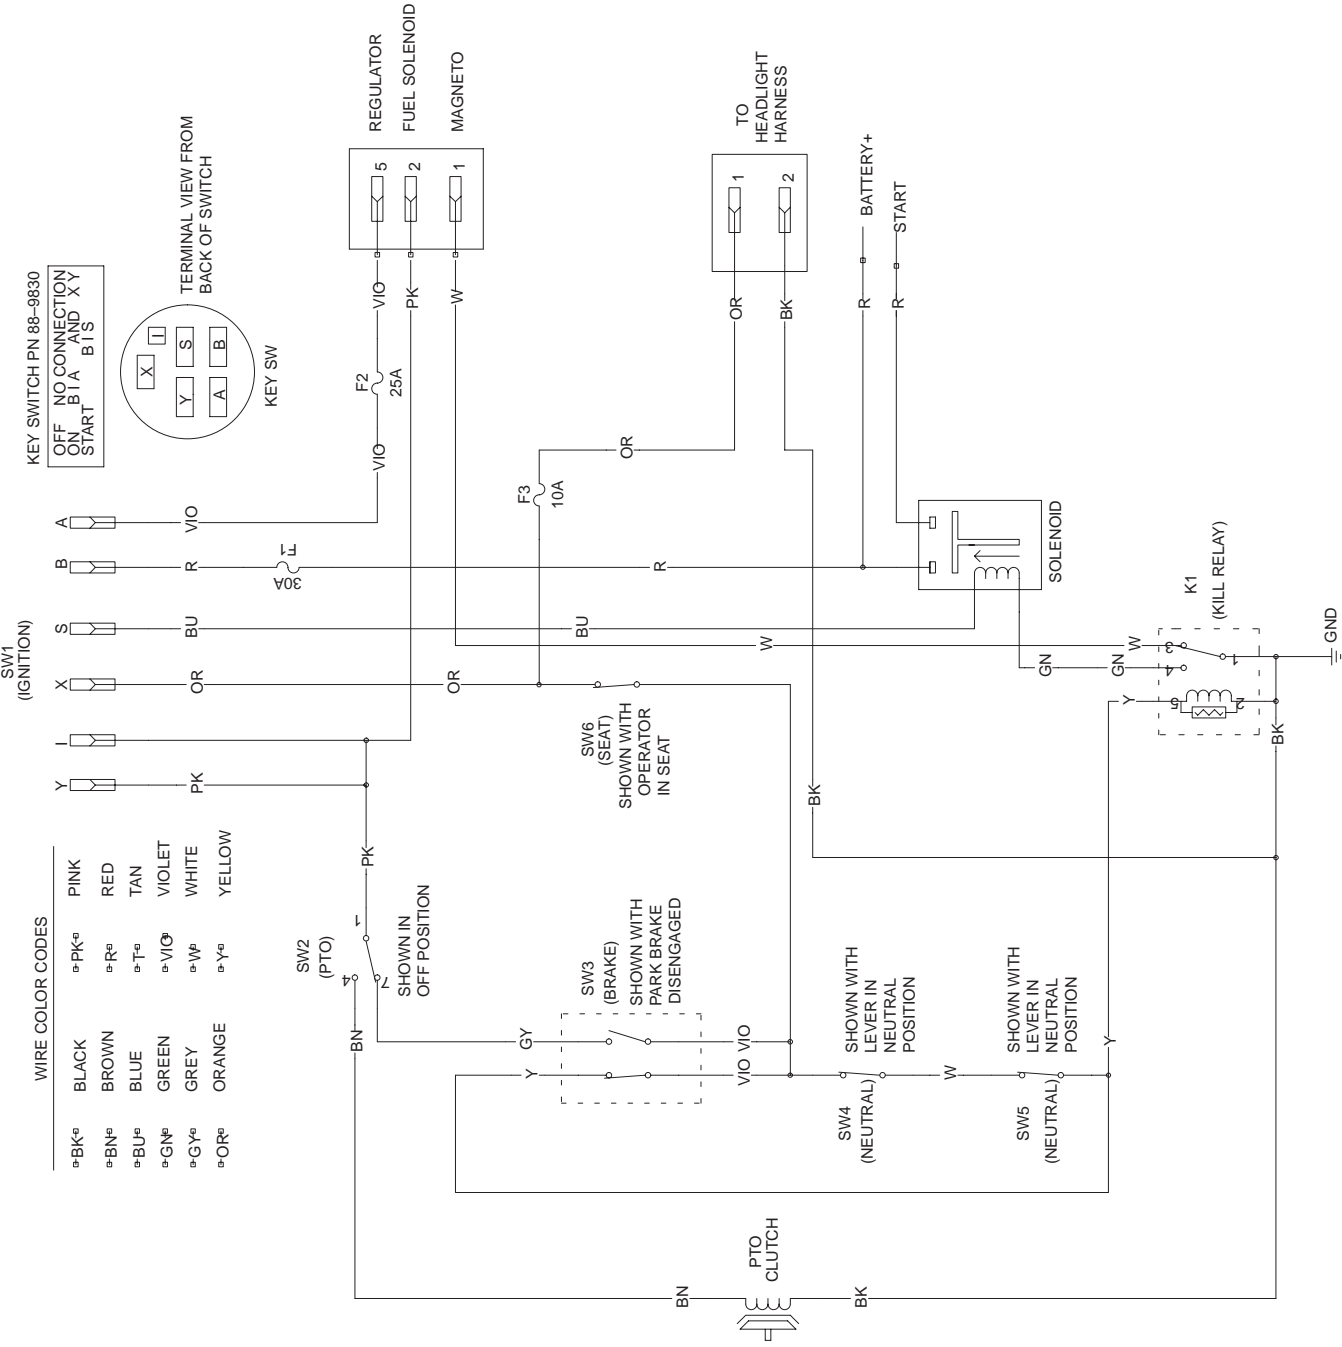 KEY SWITCH PN 88–9830
OFF NO CONNECTION
ON B I A AND X Y
START B I S
TERMINAL VIEW FROM
BACK OF SWITCH
X
I
Y
S
A
B
KEY SW
REGULATOR
FUEL SOLENOID
MAGNETO
5
2
1
VIO
PK
W
F2
25A
VIO
TO
HEADLIGHT
HARNESS
1
2
OR
BK
BATTERY+
START
R
R
SW1
(IGNITION)
A
B
S
X
I
Y
VIO
R
BU
OR
PK
F1
30A
F3
10A
OR
R
BU
OR
W
SOLENOID
SW6
(SEAT)
SHOWN WITH
OPERATOR
IN SEAT
BK
GN
GN
W
Y
K1
(KILL RELAY)
3
4
1
5
2
GND
BK
WIRE COLOR CODES
BK BLACK
BN BROWN
BU BLUE
GN GREEN
GY GREY
OR ORANGE
PK PINK
R RED
T TAN
VIO VIOLET
W WHITE
Y YELLOW
PK
SW2
(PTO)
1
4
7
SHOWN IN
OFF POSITION
BN
GY
Y
SW3
(BRAKE)
SHOWN WITH
PARK BRAKE
DISENGAGED
VIO VIO
VIO
SW4
(NEUTRAL)
SHOWN WITH
LEVER IN
NEUTRAL
POSITION
W
SW5
(NEUTRAL)
SHOWN WITH
LEVER IN
NEUTRAL
POSITION
Y
BN
PTO
CLUTCH
BK